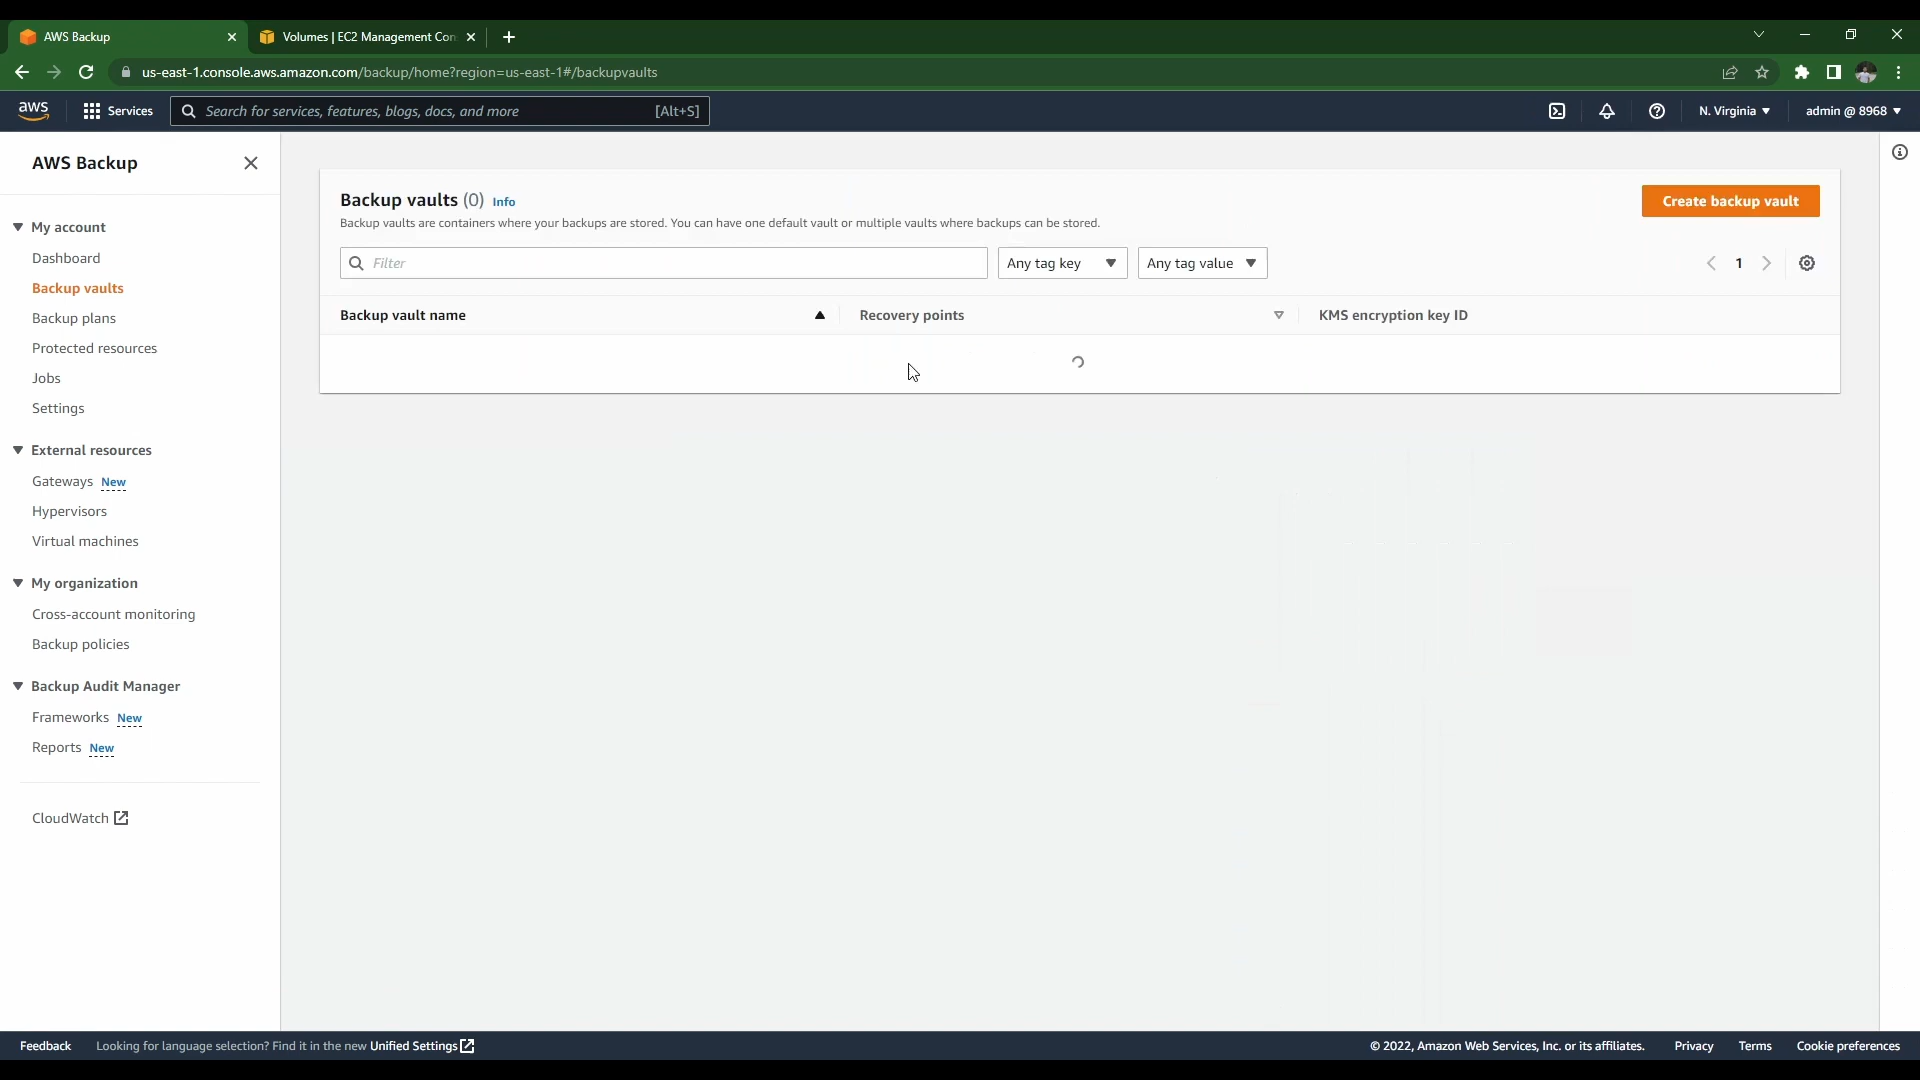 AWS Backup
Volumes | EC2 Management Con
us-east-1.console.aws.amazon.com/backup/home?region=us-east-1#/backupvaults
aws
Services
Search for services, features, blogs, docs, and more
[Alt+S]
N. Virginia
admin @ 8968
AWS Backup
My account
Dashboard
Backup vaults
Backup plans
Protected resources
Jobs
Settings
External resources
Gateways New
Hypervisors
Virtual machines
My organization
Cross-account monitoring
Backup policies
Backup Audit Manager
Frameworks New
Reports New
CloudWatch
Backup vaults (0) Info
Backup vaults are containers where your backups are stored. You can have one default vault or multiple vaults where backups can be stored.
Create backup vault
Filter
Any tag key
Any tag value
1
Backup vault name
Recovery points
KMS encryption key ID
Feedback
Looking for language selection? Find it in the new Unified Settings
© 2022, Amazon Web Services, Inc. or its affiliates.
Privacy
Terms
Cookie preferences